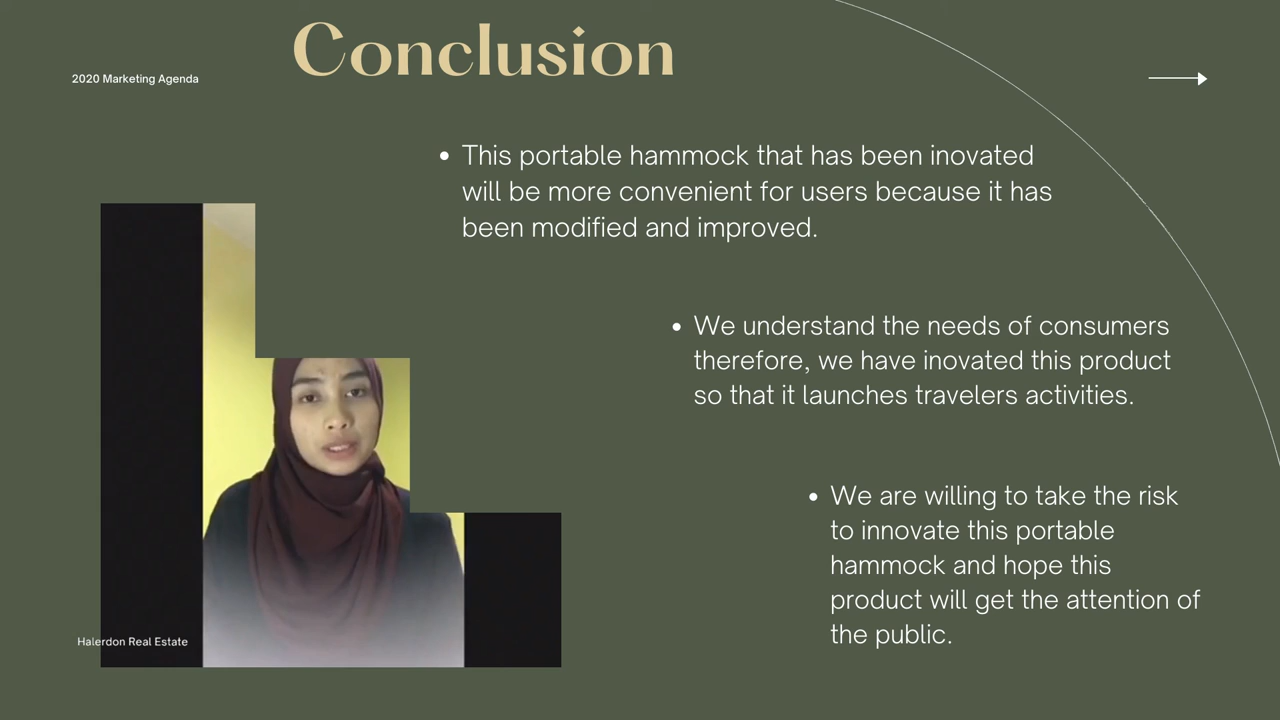 Conclusion
2020 Marketing Agenda
• This portable hammock that has been inovated
will be more convenient for users because it has
been modified and improved.
• We understand the needs of consumers
therefore, we have inovated this product
so that it launches travelers activities.
• We are willing to take the risk
to innovate this portable
hammock and hope this
product will get the attention of
the public.
Halerdon Real Estate